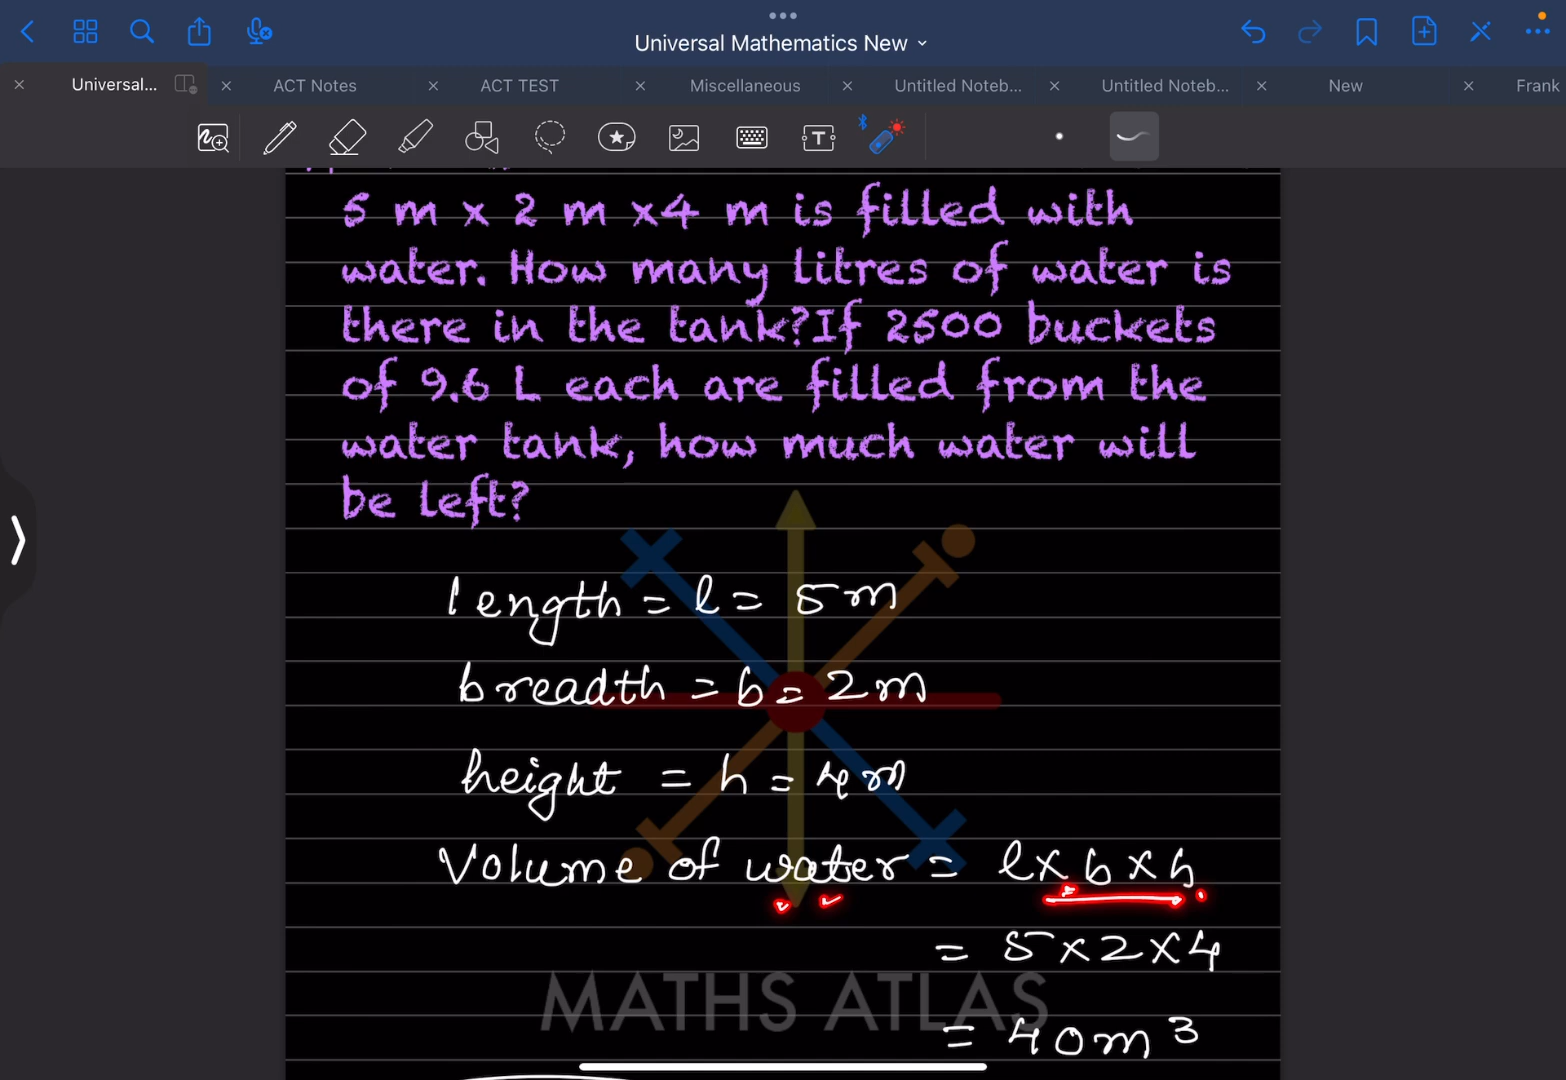 Universal Mathematics New
Universal...
ACT Notes
ACT TEST
Miscellaneous
Untitled Noteb...
Untitled Noteb...
New
Frank
T
5 m x 2 m x4 m is filled with
water. How many litres of water is
there in the tank?If 2500 buckets
of 9.6 L each are filled from the
water tank, how much water will
be left?
length = l = 5m
breadth = b = 2m
height = h = 4m
Volume of water = l × b × h
= 5 × 2 × 4
MATHS ATLAS
= 40m³